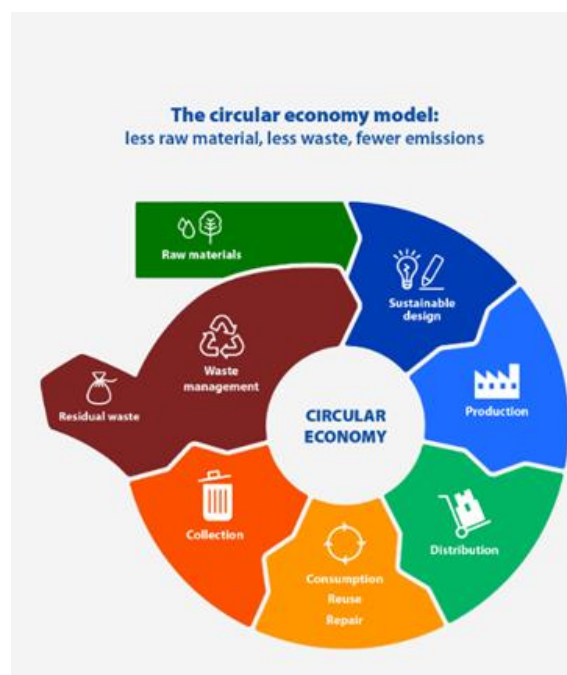 The circular economy model:
less raw material, less waste, fewer emissions
Raw materials
Sustainable
design
Production
Distribution
Consumption
Reuse
Repair
Collection
Waste
management
Residual waste
CIRCULAR
ECONOMY